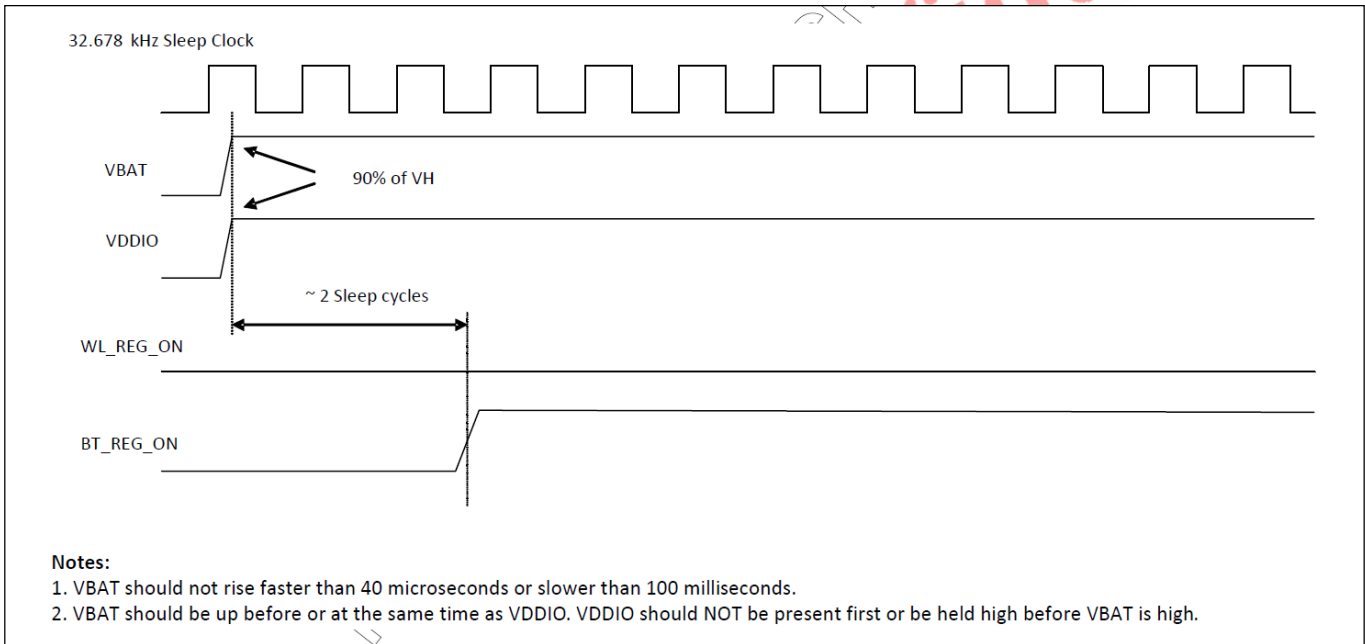 32.678 kHz Sleep Clock
VBAT
90% of VH
VDDIO
~ 2 Sleep cycles
WL_REG_ON
BT_REG_ON
Notes:
1. VBAT should not rise faster than 40 microseconds or slower than 100 milliseconds.
2. VBAT should be up before or at the same time as VDDIO. VDDIO should NOT be present first or be held high before VBAT is high.